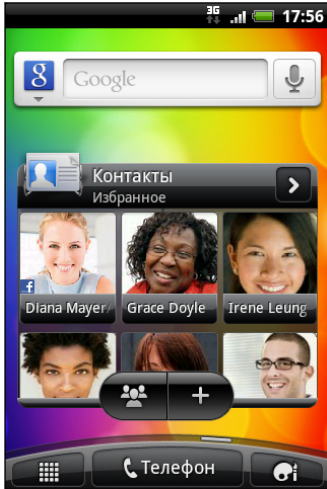 3G 17:56
g Google
Контакты
Избранное
Diana Mayer Grace Doyle Irene Leung
Телефон